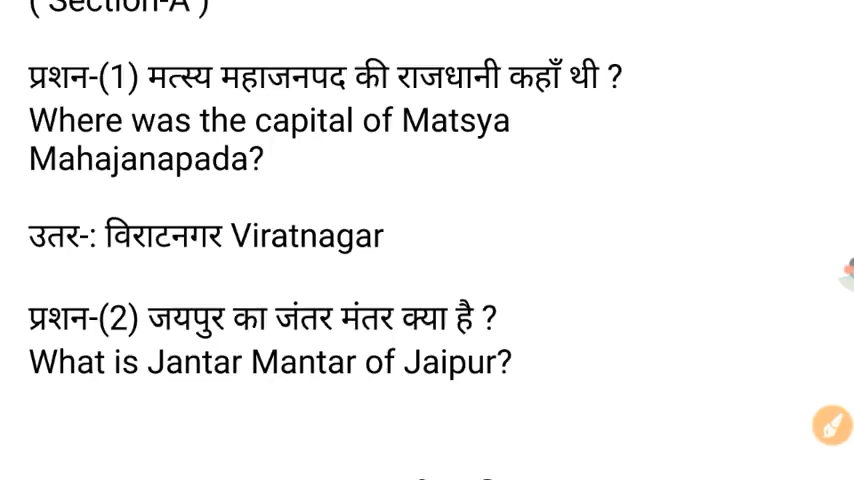 ( Section-A )
प्रशन-(1) मत्स्य महाजनपद की राजधानी कहाँ थी ?
Where was the capital of Matsya
Mahajanapada?
उतर-: विराटनगर Viratnagar
प्रशन-(2) जयपुर का जंतर मंतर क्या है ?
What is Jantar Mantar of Jaipur?